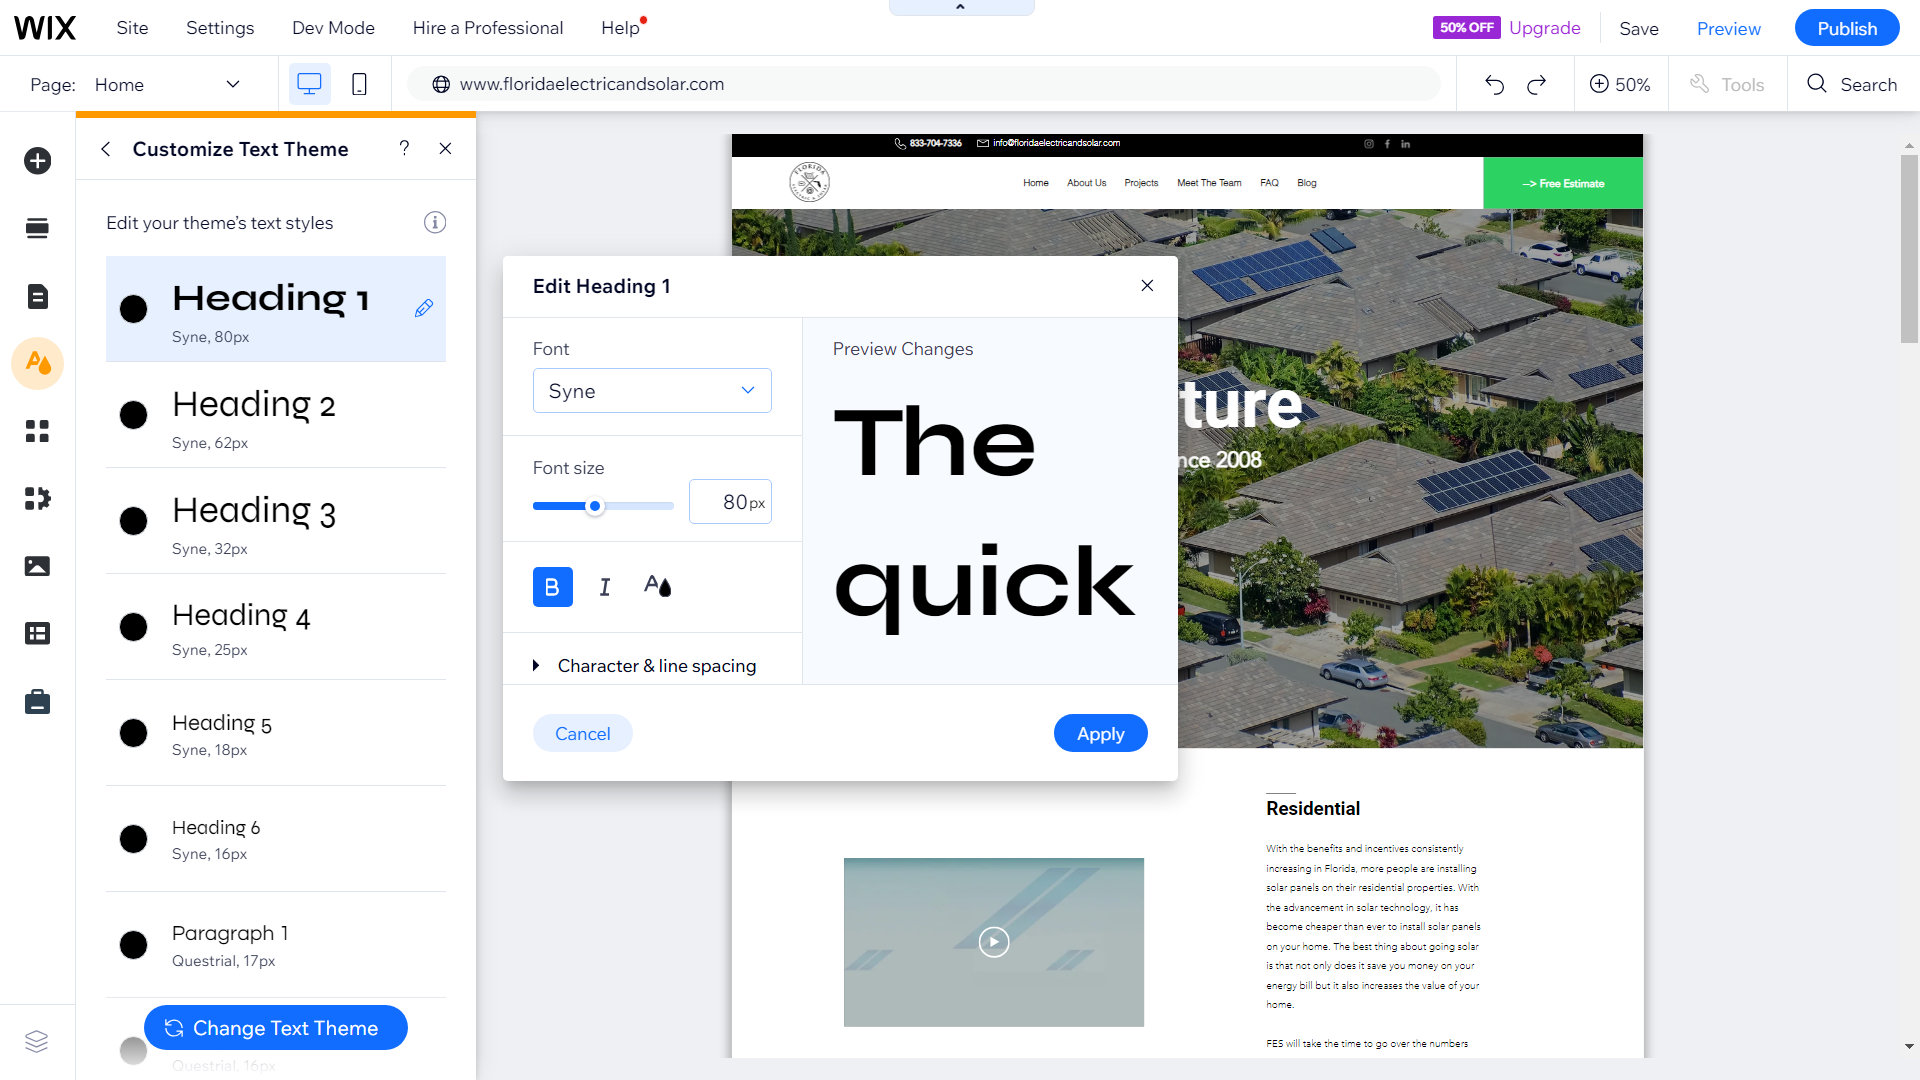 WIX Site Settings Dev Mode Hire a Professional Help 50% OFF Upgrade Save Preview Publish
Page: Home www.floridaelectricandsolar.com 50% Tools Search
Customize Text Theme ?
Edit your theme's text styles
Heading 1
Syne, 80px
Heading 2
Syne, 62px
Heading 3
Syne, 32px
Heading 4
Syne, 25px
Heading 5
Syne, 18px
Heading 6
Syne, 16px
Paragraph 1
Questrial, 17px
Change Text Theme
Questrial, 16px
Edit Heading 1
Font
Syne
Font size
80px
B I A
Character & line spacing
Preview Changes
The
quick
Cancel Apply
833-704-7336 info@floridaelectricandsolar.com
FLORIDA
Home About Us Projects Meet The Team FAQ Blog
--> Free Estimate
ture
nce 2008
Residential
With the benefits and incentives consistently
increasing in Florida, more people are installing
solar panels on their residential properties. With
the advancement in solar technology, it has
become cheaper than ever to install solar panels
on your home. The best thing about going solar
is that not only does it save you money on your
energy bill but it also increases the value of your
home.
FES will take the time to go over the numbers